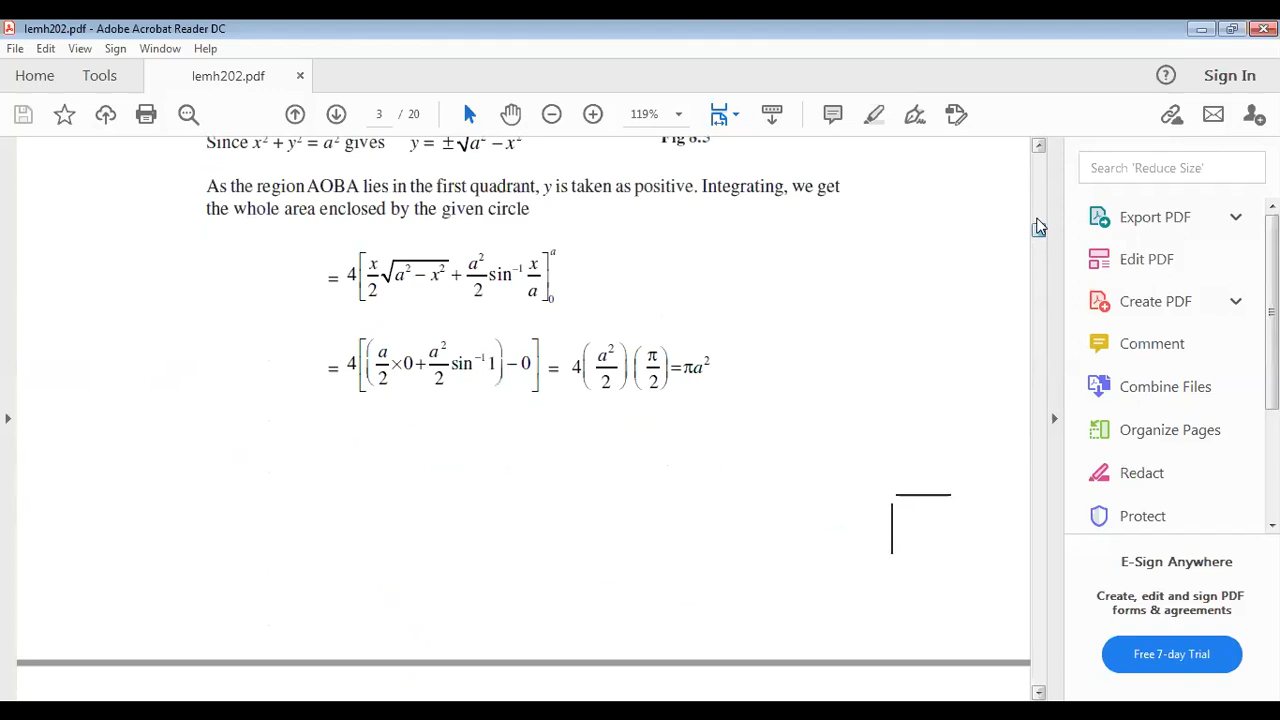 lemh202.pdf - Adobe Acrobat Reader DC
File Edit View Sign Window Help
Home Tools lemh202.pdf × Sign In
3 / 20 119%
Since x² + y² = a² gives y = ±√a² − x²
Fig 8.5
As the region AOBA lies in the first quadrant, y is taken as positive. Integrating, we get
the whole area enclosed by the given circle
= 4[x/2 √(a² − x²) + a²/2 sin⁻¹ x/a]₀ᵃ
= 4[(a/2 × 0 + a²/2 sin⁻¹ 1) − 0] = 4(a²/2)(π/2) = πa²
Search 'Reduce Size'
Export PDF
Edit PDF
Create PDF
Comment
Combine Files
Organize Pages
Redact
Protect
E-Sign Anywhere
Create, edit and sign PDF
forms & agreements
Free 7-day Trial